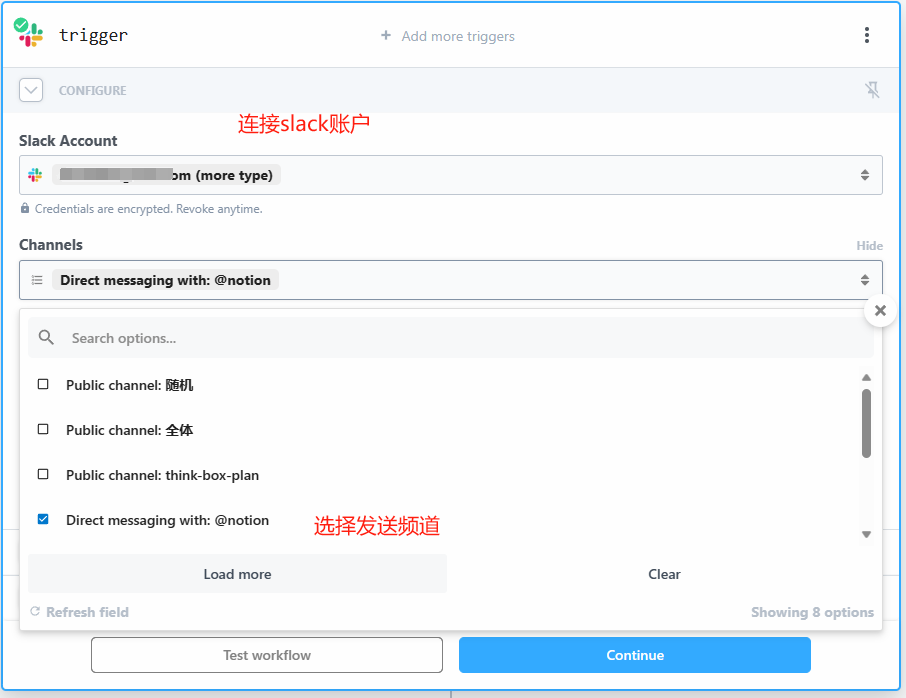 trigger
+ Add more triggers
CONFIGURE
连接slack账户
Slack Account
om (more type)
Credentials are encrypted. Revoke anytime.
Channels
Hide
Direct messaging with: @notion
Search options...
Public channel: 随机
Public channel: 全体
Public channel: think-box-plan
Direct messaging with: @notion
选择发送频道
Load more
Clear
Refresh field
Showing 8 options
Test workflow
Continue